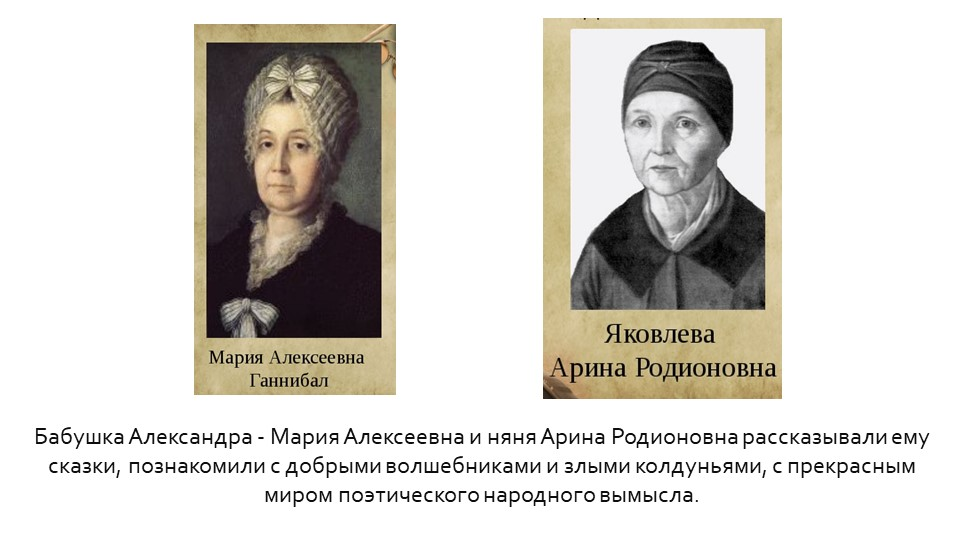 Мария Алексеевна
Ганнибал
Яковлева
Арина Родионовна
Бабушка Александра - Мария Алексеевна и няня Арина Родионовна рассказывали ему
сказки, познакомили с добрыми волшебниками и злыми колдуньями, с прекрасным
миром поэтического народного вымысла.